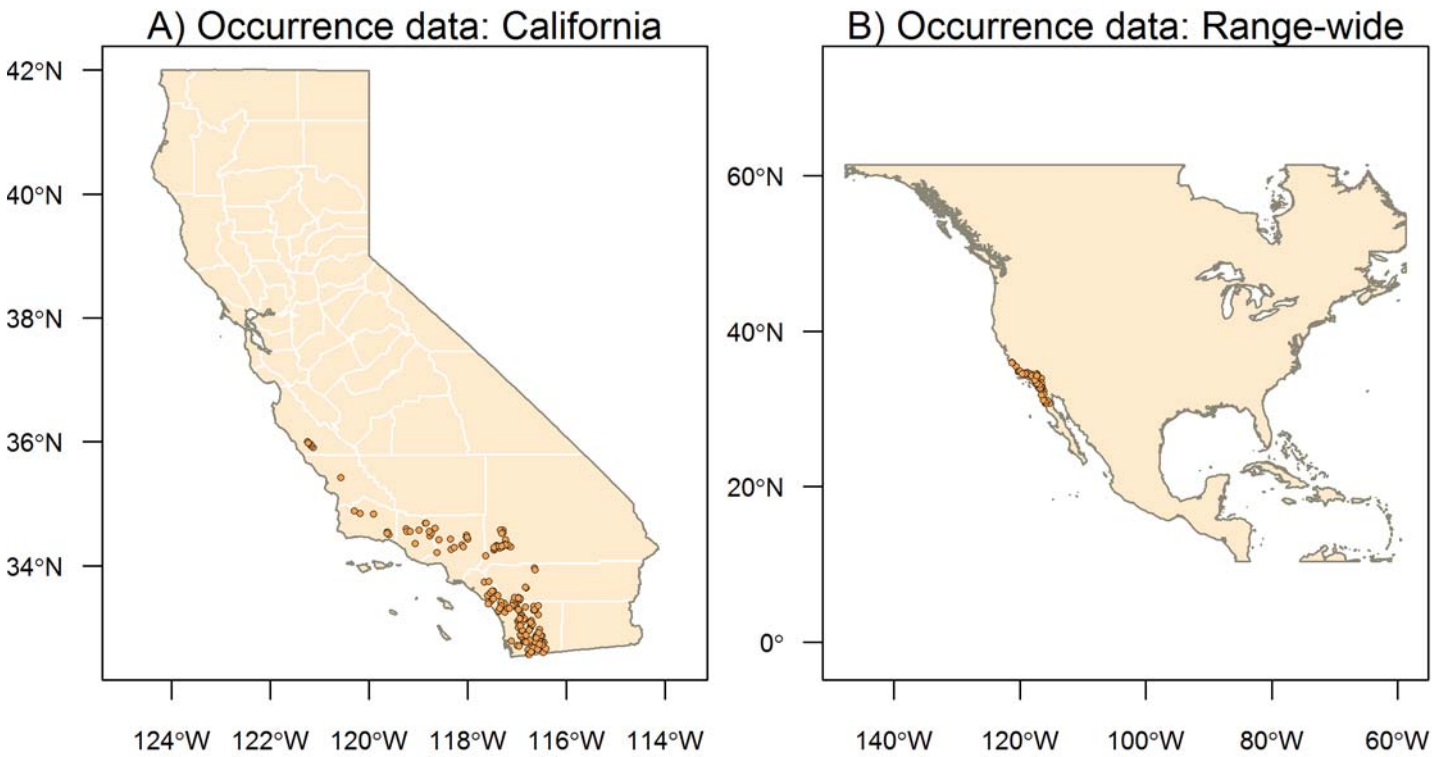 A) Occurrence data: California
42°N
40°N
38°N
36°N
34°N
124°W 122°W 120°W 118°W 116°W 114°W
B) Occurrence data: Range-wide
60°N
40°N
20°N
0°
140°W 120°W 100°W 80°W 60°W